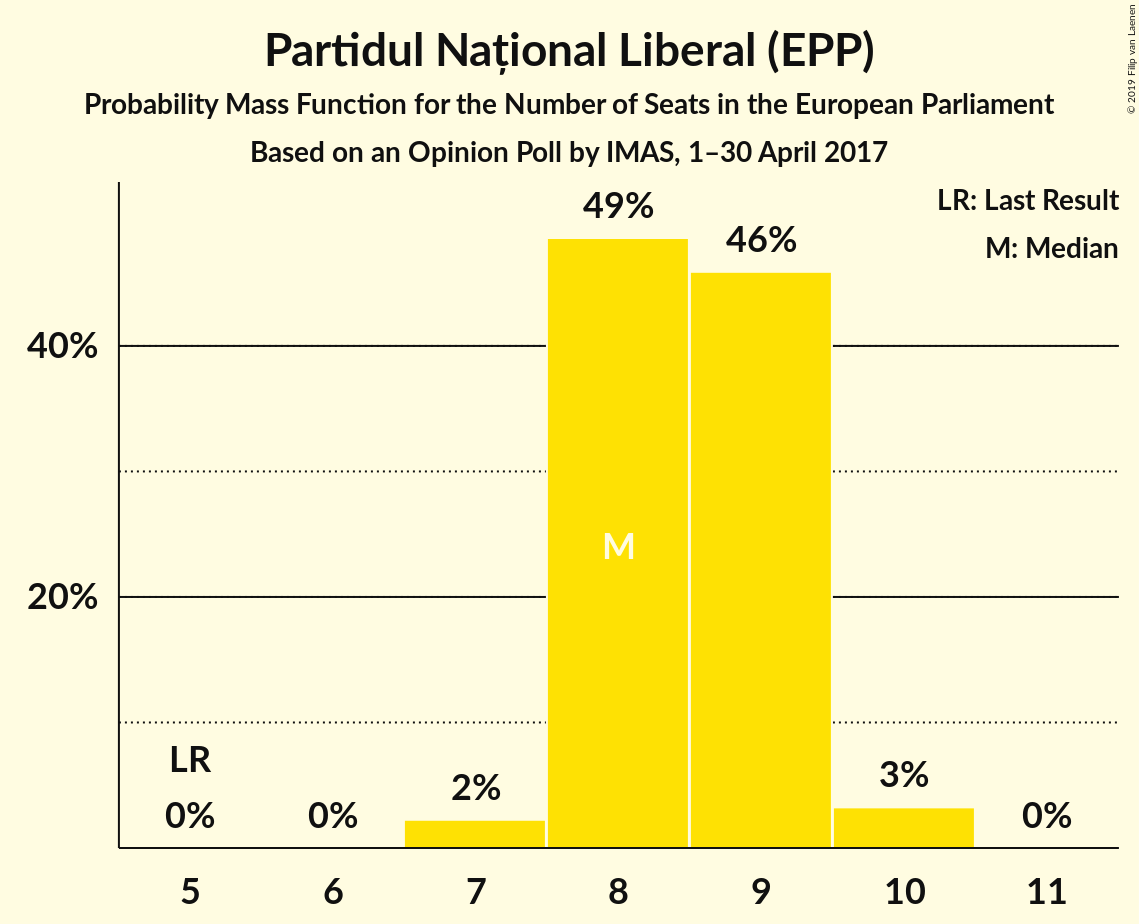 Partidul Național Liberal (EPP)
Probability Mass Function for the Number of Seats in the European Parliament
Based on an Opinion Poll by IMAS, 1–30 April 2017
© 2019 Filip van Laenen
LR: Last Result
M: Median
49%
46%
40%
M
20%
LR
0%
0%
2%
3%
0%
5
6
7
8
9
10
11